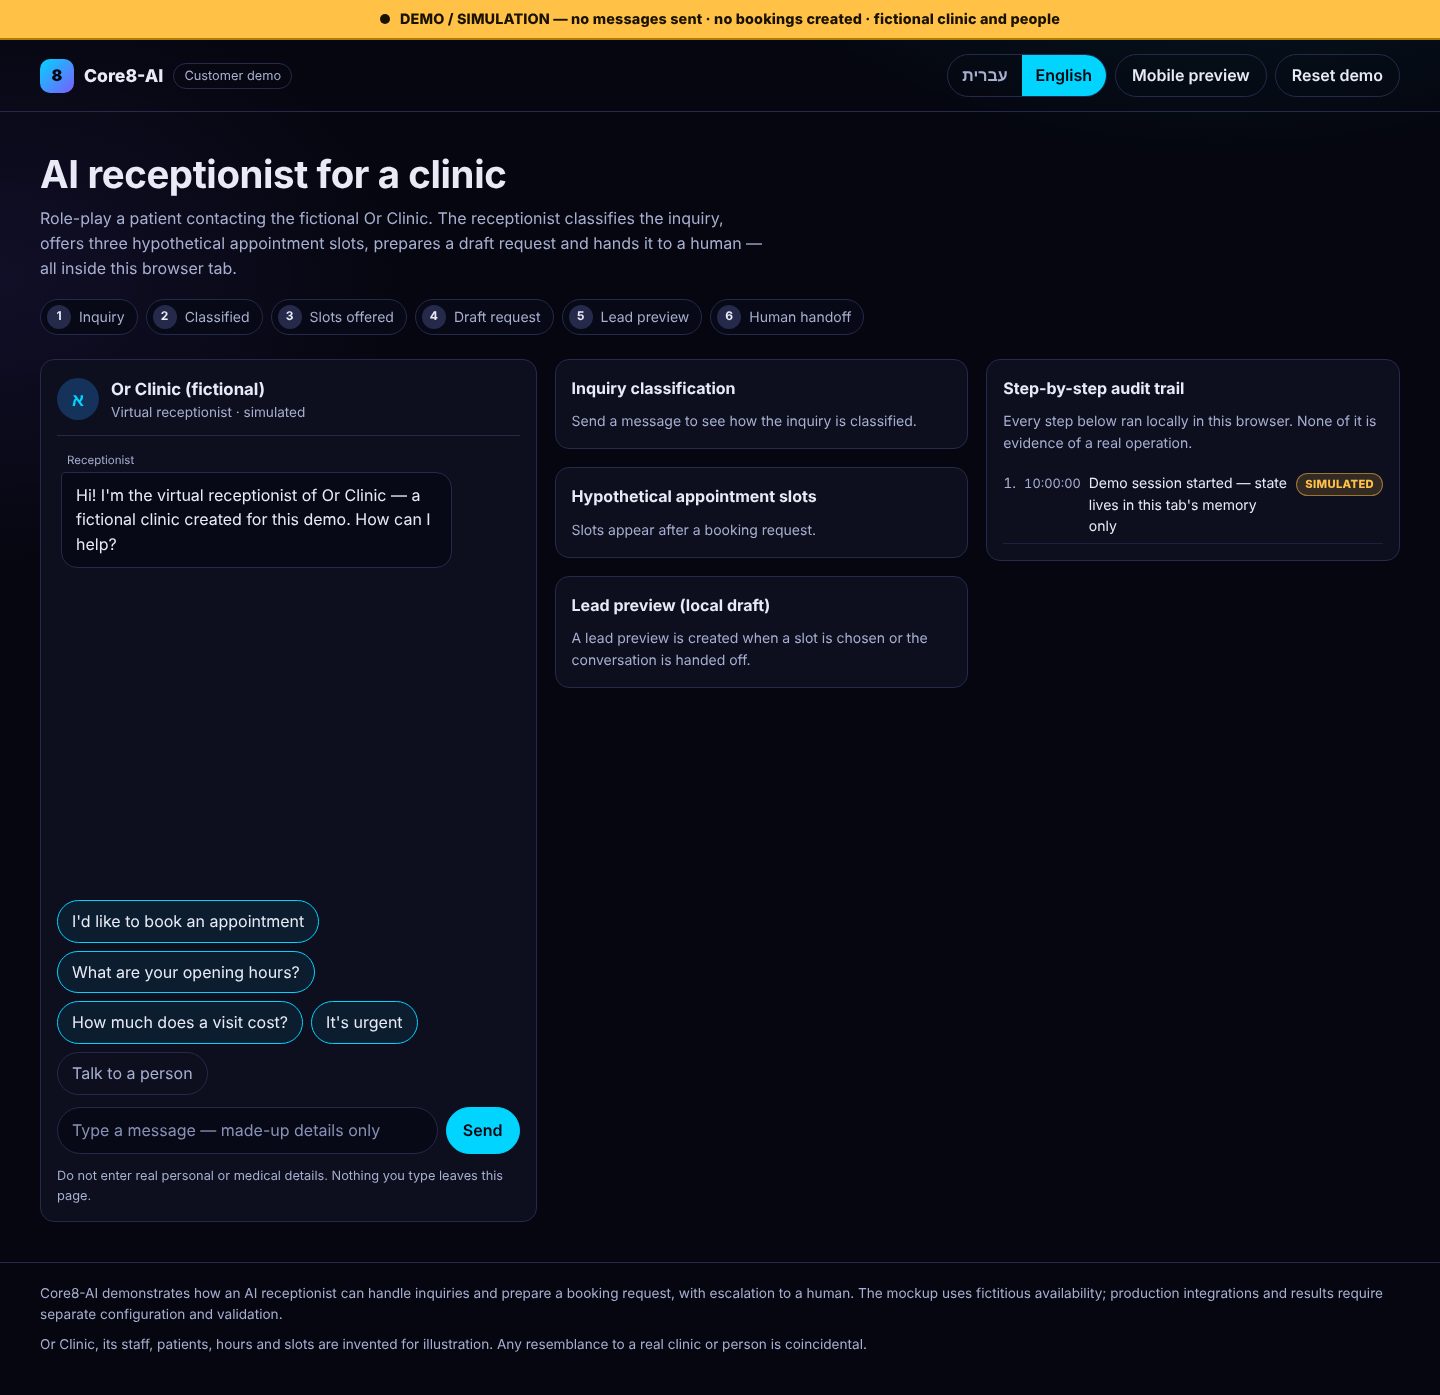 DEMO / SIMULATION — no messages sent · no bookings created · fictional clinic and people
8
Core8-AI
Customer demo
עברית
English
Mobile preview
Reset demo
AI receptionist for a clinic
Role-play a patient contacting the fictional Or Clinic. The receptionist classifies the inquiry,
offers three hypothetical appointment slots, prepares a draft request and hands it to a human —
all inside this browser tab.
1 Inquiry
2 Classified
3 Slots offered
4 Draft request
5 Lead preview
6 Human handoff
א
Or Clinic (fictional)
Virtual receptionist · simulated
Receptionist
Hi! I'm the virtual receptionist of Or Clinic — a
fictional clinic created for this demo. How can I
help?
I'd like to book an appointment
What are your opening hours?
How much does a visit cost?
It's urgent
Talk to a person
Type a message — made-up details only
Send
Do not enter real personal or medical details. Nothing you type leaves this
page.
Inquiry classification
Send a message to see how the inquiry is classified.
Hypothetical appointment slots
Slots appear after a booking request.
Lead preview (local draft)
A lead preview is created when a slot is chosen or the
conversation is handed off.
Step-by-step audit trail
Every step below ran locally in this browser. None of it is
evidence of a real operation.
1. 10:00:00 Demo session started — state
lives in this tab's memory
only
SIMULATED
Core8-AI demonstrates how an AI receptionist can handle inquiries and prepare a booking request, with escalation to a human. The mockup uses fictitious availability; production integrations and results require
separate configuration and validation.
Or Clinic, its staff, patients, hours and slots are invented for illustration. Any resemblance to a real clinic or person is coincidental.